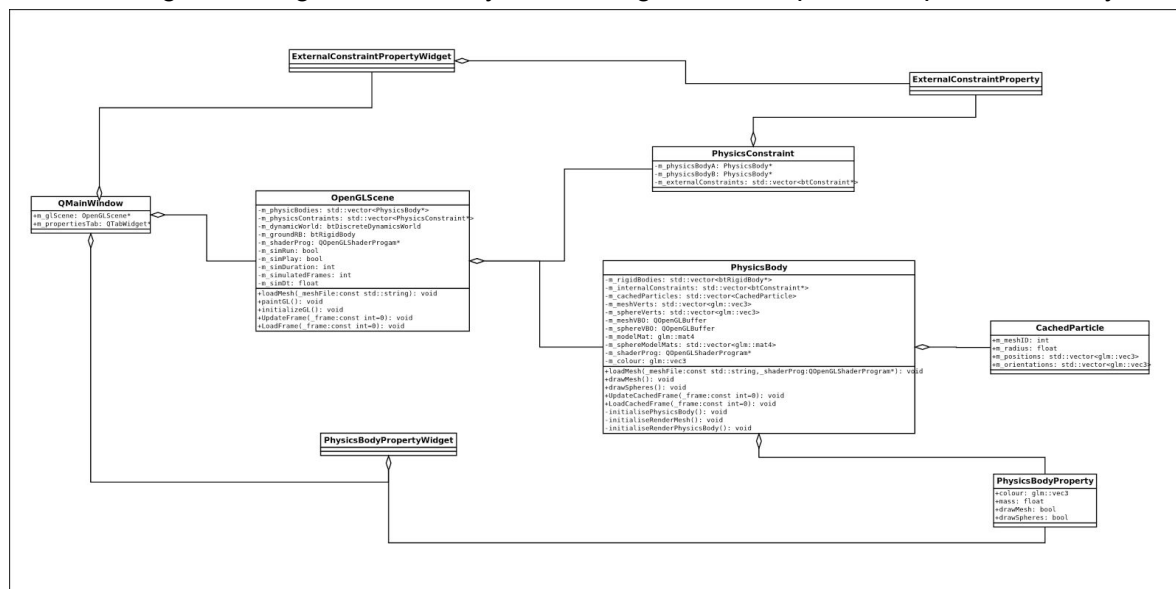 ExternalConstraintPropertyWidget
ExternalConstraintProperty
PhysicsConstraint
-m_physicsBodyA: PhysicsBody*
-m_physicsBodyB: PhysicsBody*
-m_externalConstraints: std::vector<btConstraint*>
QMainWindow
+m_glScene: OpenGLScene*
+m_propertiesTab: QTabWidget*
OpenGLScene
-m_physicBodies: std::vector<PhysicsBody*>
-m_physicsContraints: std::vector<PhysicsConstraint*>
-m_dynamicWorld: btDiscreteDynamicsWorld
-m_groundRB: btRigidBody
-m_shaderProg: QOpenGLShaderProgam*
-m_simRun: bool
-m_simPlay: bool
-m_simDuration: int
-m_simulatedFrames: int
-m_simDt: float
+loadMesh(_meshFile:const std::string): void
+paintGL(): void
+initializeGL(): void
+UpdateFrame(_frame:const int=0): void
+LoadFrame(_frame:const int=0): void
PhysicsBody
-m_rigidBodies: std::vector<btRigidBody*>
-m_internalConstraints: std::vector<btConstraint*>
-m_cachedParticles: std::vector<CachedParticle>
-m_meshVerts: std::vector<glm::vec3>
-m_sphereVerts: std::vector<glm::vec3>
-m_meshVBO: QOpenGLBuffer
-m_sphereVBO: QOpenGLBuffer
-m_modelMat: glm::mat4
-m_sphereModelMats: std::vector<glm::mat4>
-m_shaderProg: QOpenGLShaderProgram*
-m_colour: glm::vec3
+loadMesh(_meshFile:const std::string,_shaderProg:QOpenGLShaderProgram*): void
+drawMesh(): void
+drawSpheres(): void
+UpdateCachedFrame(_frame:const int=0): void
+LoadCachedFrame(_frame:const int=0): void
-initialisePhysicsBody(): void
-initialiseRenderMesh(): void
-initialiseRenderPhysicsBody(): void
CachedParticle
+m_meshID: int
+m_radius: float
+m_positions: std::vector<glm::vec3>
+m_orientations: std::vector<glm::vec3>
PhysicsBodyPropertyWidget
PhysicsBodyProperty
+colour: glm::vec3
+mass: float
+drawMesh: bool
+drawSpheres: bool